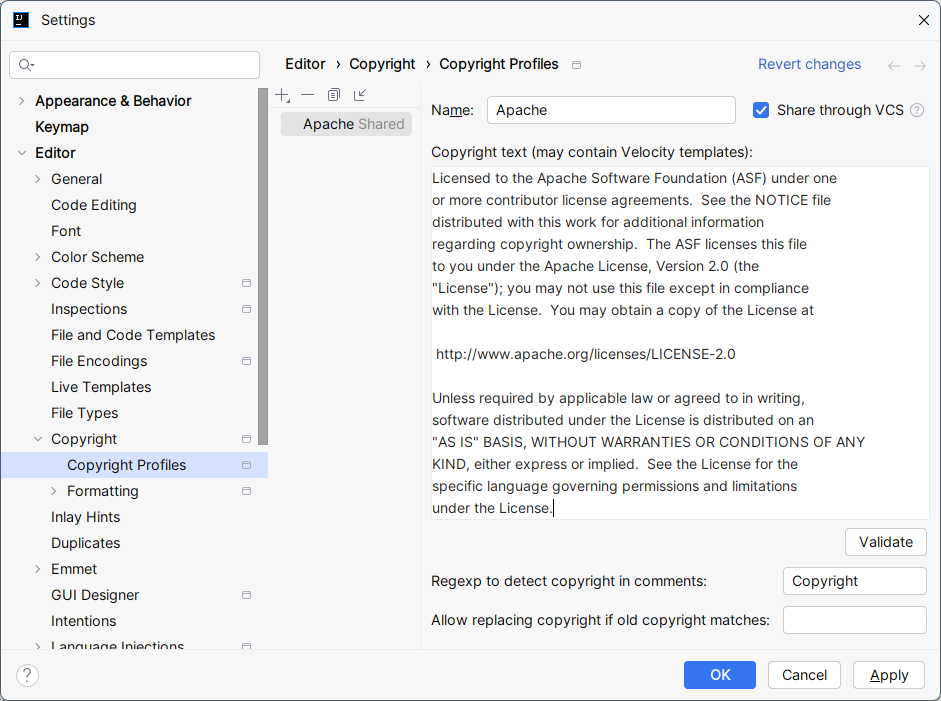 Settings
Editor › Copyright › Copyright Profiles
Revert changes
Appearance & Behavior
Keymap
Editor
General
Code Editing
Font
Color Scheme
Code Style
Inspections
File and Code Templates
File Encodings
Live Templates
File Types
Copyright
Copyright Profiles
Formatting
Inlay Hints
Duplicates
Emmet
GUI Designer
Intentions
Language Injections
Apache Shared
Name: Apache
Share through VCS ?
Copyright text (may contain Velocity templates):
Licensed to the Apache Software Foundation (ASF) under one
or more contributor license agreements.  See the NOTICE file
distributed with this work for additional information
regarding copyright ownership.  The ASF licenses this file
to you under the Apache License, Version 2.0 (the
"License"); you may not use this file except in compliance
with the License.  You may obtain a copy of the License at
http://www.apache.org/licenses/LICENSE-2.0
Unless required by applicable law or agreed to in writing,
software distributed under the License is distributed on an
"AS IS" BASIS, WITHOUT WARRANTIES OR CONDITIONS OF ANY
KIND, either express or implied.  See the License for the
specific language governing permissions and limitations
under the License.
Validate
Regexp to detect copyright in comments: Copyright
Allow replacing copyright if old copyright matches:
?
OK
Cancel
Apply